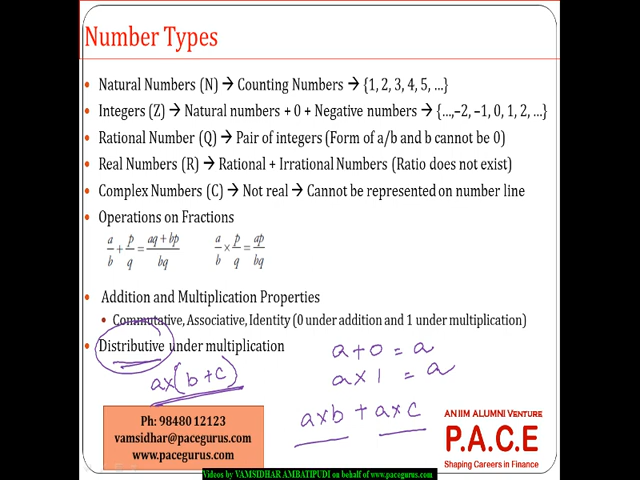 Number Types
• Natural Numbers (N) → Counting Numbers → {1, 2, 3, 4, 5, ...}
• Integers (Z) → Natural numbers + 0 + Negative numbers → {...,–2, –1, 0, 1, 2, ...}
• Rational Number (Q) → Pair of integers (Form of a/b and b cannot be 0)
• Real Numbers (R) → Rational + Irrational Numbers (Ratio does not exist)
• Complex Numbers (C) → Not real → Cannot be represented on number line
• Operations on Fractions
a/b + p/q = (aq + bp)/bq    a/b × p/q = ap/bq
• Addition and Multiplication Properties
• Commutative, Associative, Identity (0 under addition and 1 under multiplication)
• Distributive under multiplication
a+0 = a
a×1 = a
a×(b+c)
a×b + a×c
Ph: 98480 12123
vamsidhar@pacegurus.com
www.pacegurus.com
AN IIM ALUMNI VENTURE
P.A.C.E
Shaping Careers in Finance
Videos by VAMSIDHAR AMBATIPUDI on behalf of www.pacegurus.com